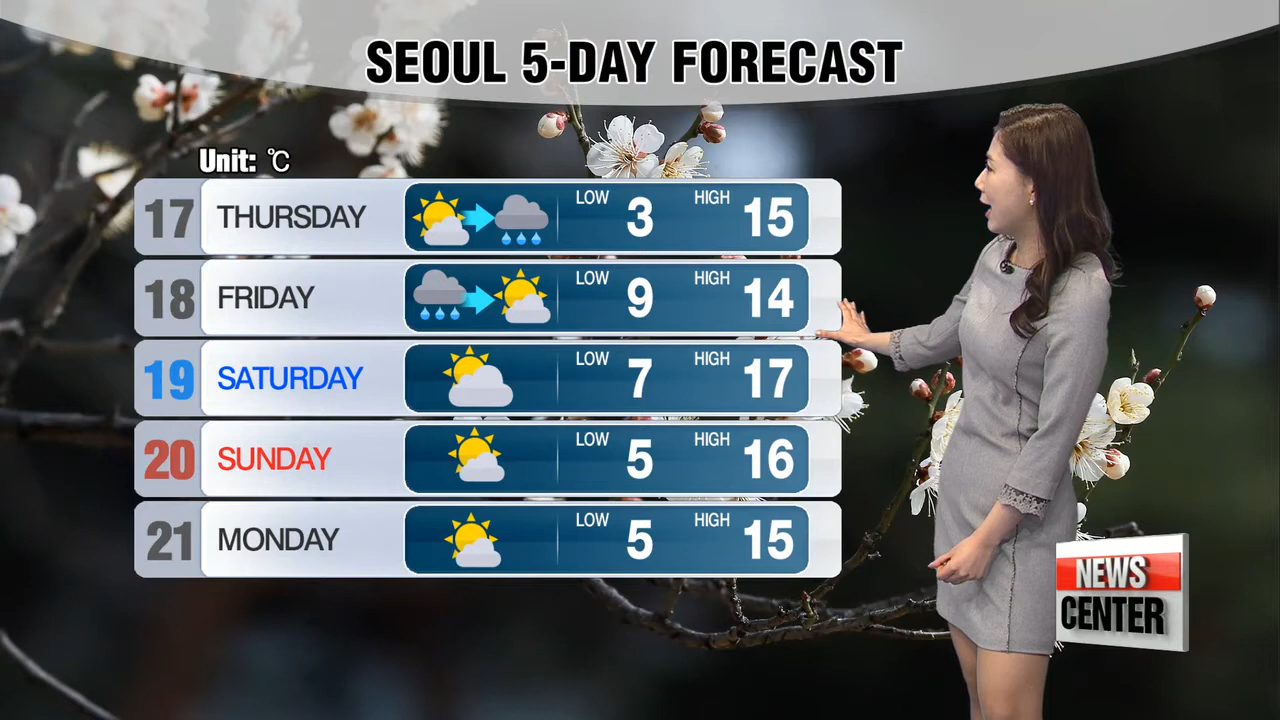 SEOUL 5-DAY FORECAST
Unit: ℃
17 THURSDAY LOW 3 HIGH 15
18 FRIDAY LOW 9 HIGH 14
19 SATURDAY LOW 7 HIGH 17
20 SUNDAY LOW 5 HIGH 16
21 MONDAY LOW 5 HIGH 15
NEWS
CENTER